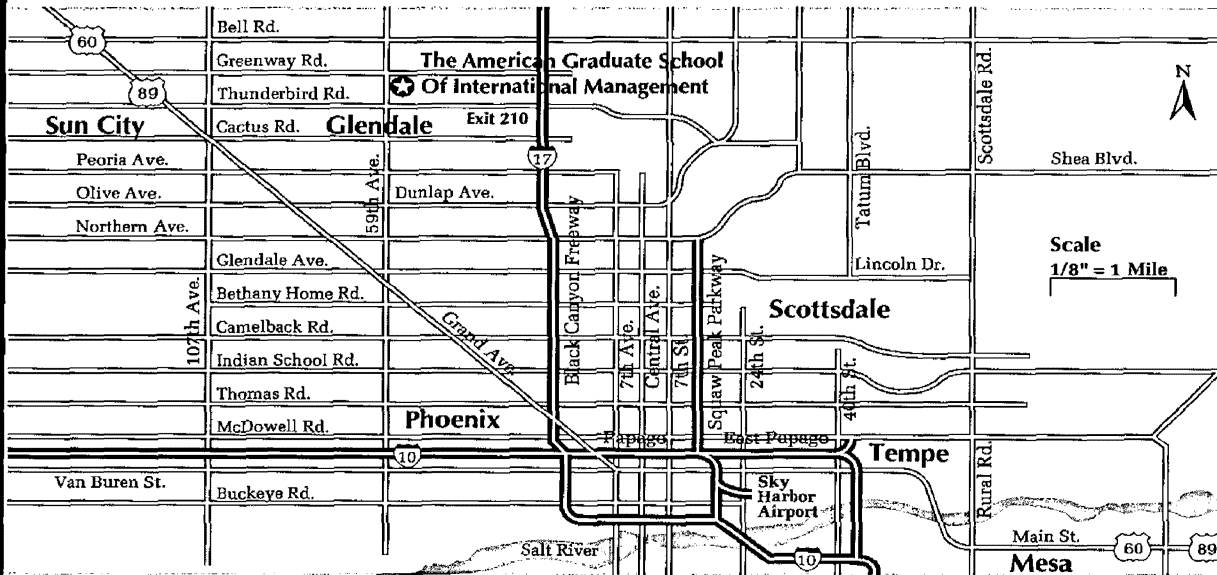 Bell Rd.
60
Greenway Rd.
The American Graduate School
Of International Management
N
89
Thunderbird Rd.
Sun City
Cactus Rd.
Glendale
Exit 210
Scottsdale Rd.
Peoria Ave.
17
Tatum Blvd.
Shea Blvd.
59th Ave.
Olive Ave.
Dunlap Ave.
Northern Ave.
Black Canyon Freeway
Glendale Ave.
Lincoln Dr.
Scale
1/8" = 1 Mile
107th Ave.
Bethany Home Rd.
Squaw Peak Parkway
Scottsdale
Camelback Rd.
Grand Ave.
7th Ave.
Central Ave.
7th St.
24th St.
Indian School Rd.
40th St.
Thomas Rd.
Phoenix
McDowell Rd.
Papago
East Papago
Tempe
10
Van Buren St.
Buckeye Rd.
Sky
Harbor
Airport
Rural Rd.
Salt River
10
Main St.
60
89
Mesa